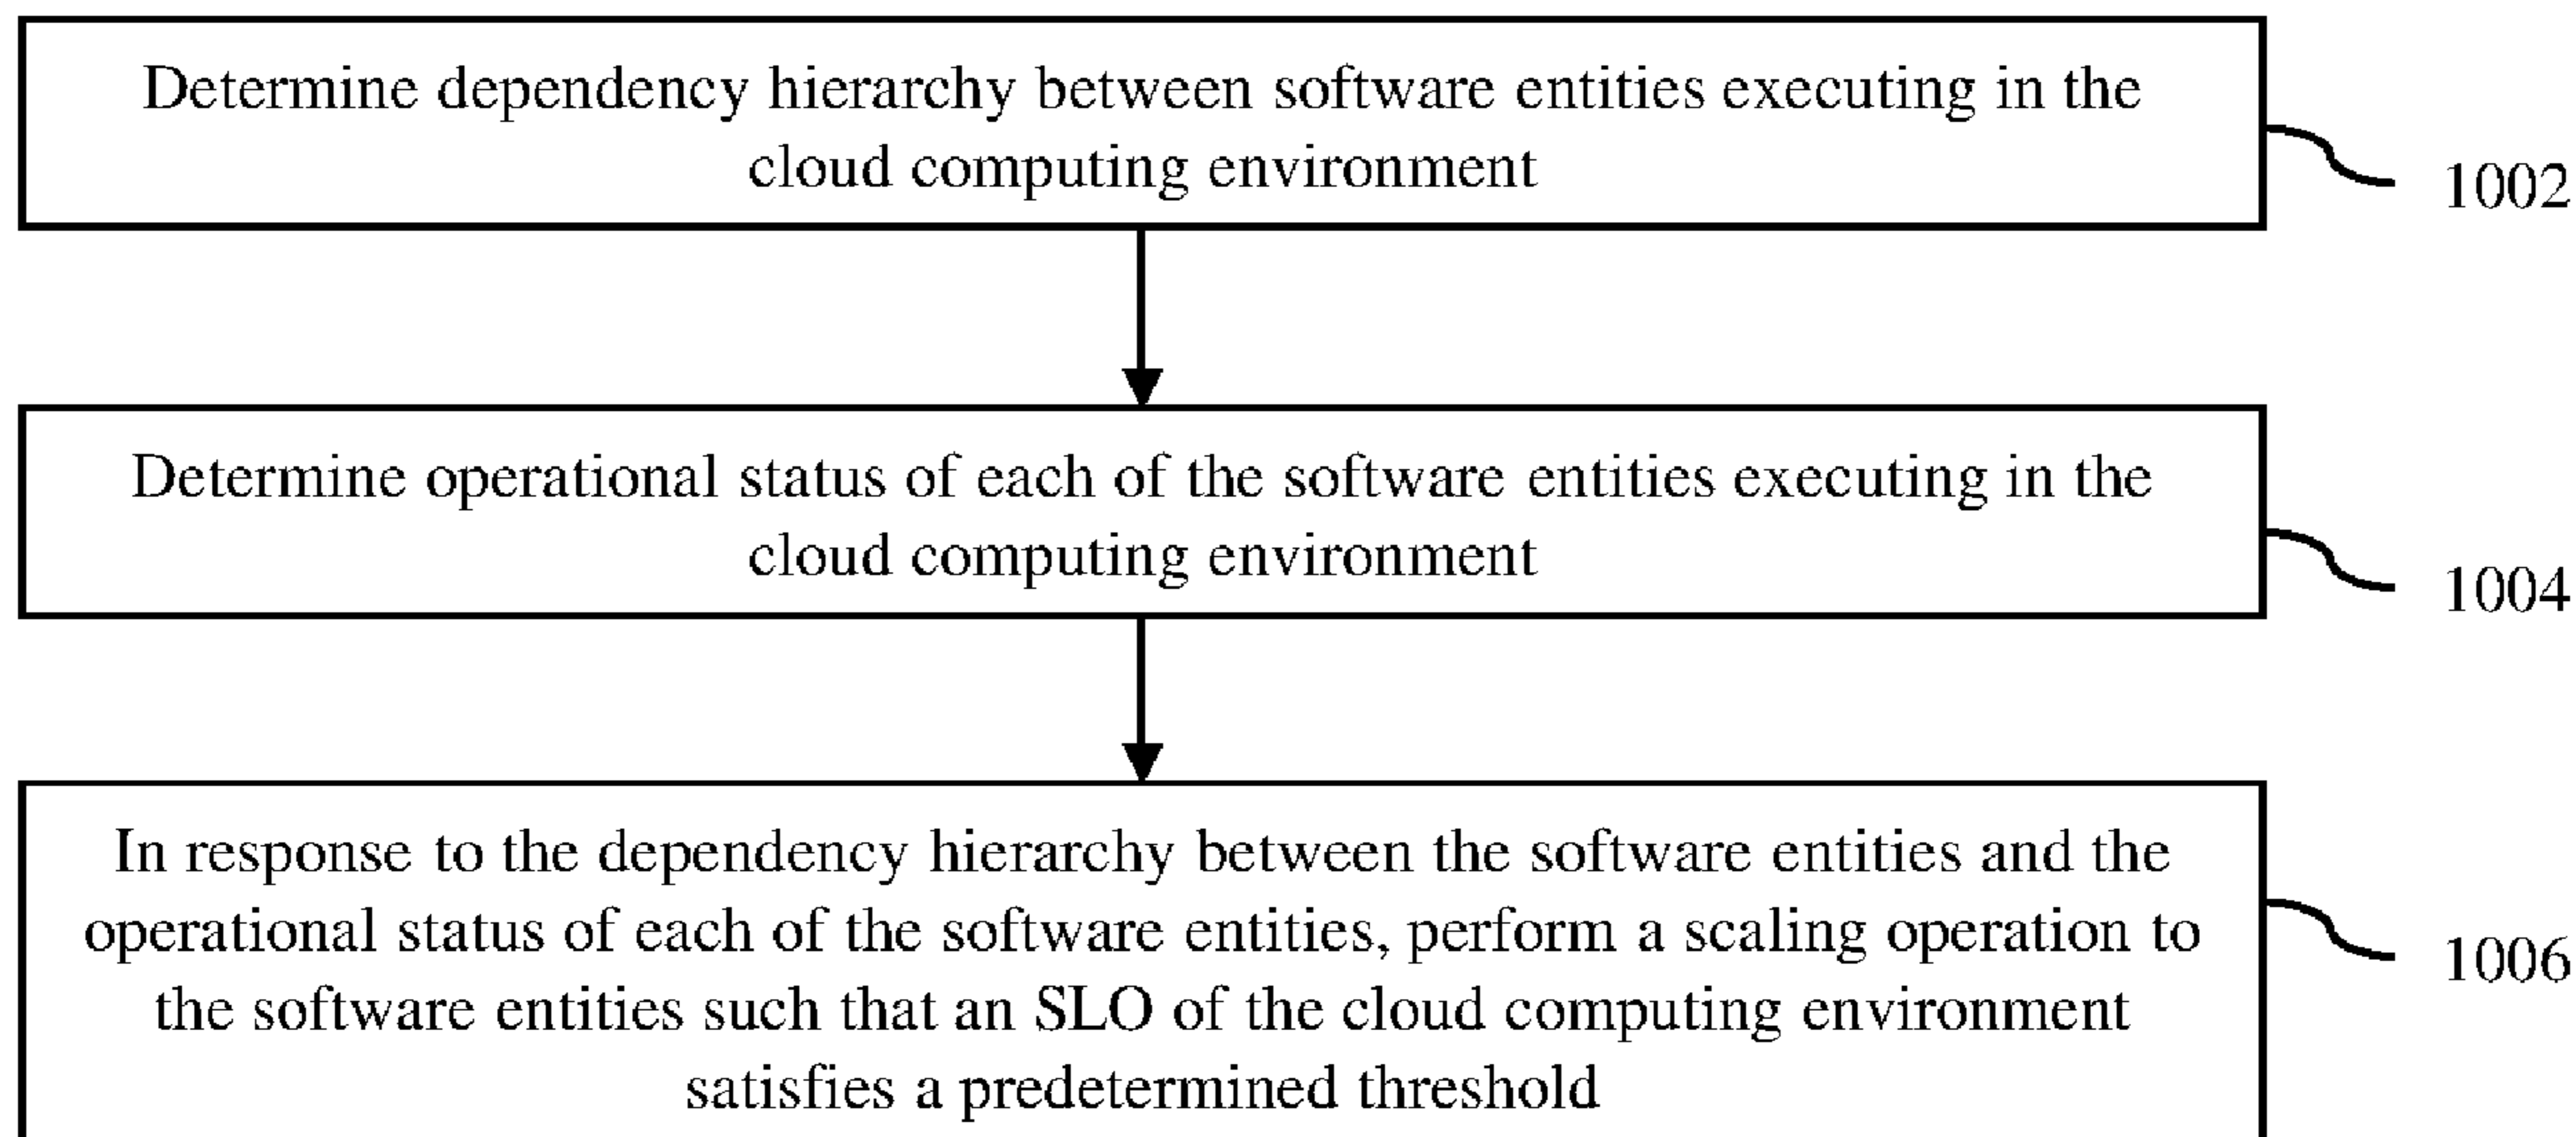 Determine dependency hierarchy between software entities executing in the
cloud computing environment
1002
Determine operational status of each of the software entities executing in the
cloud computing environment
1004
In response to the dependency hierarchy between the software entities and the
operational status of each of the software entities, perform a scaling operation to
the software entities such that an SLO of the cloud computing environment
satisfies a predetermined threshold
1006